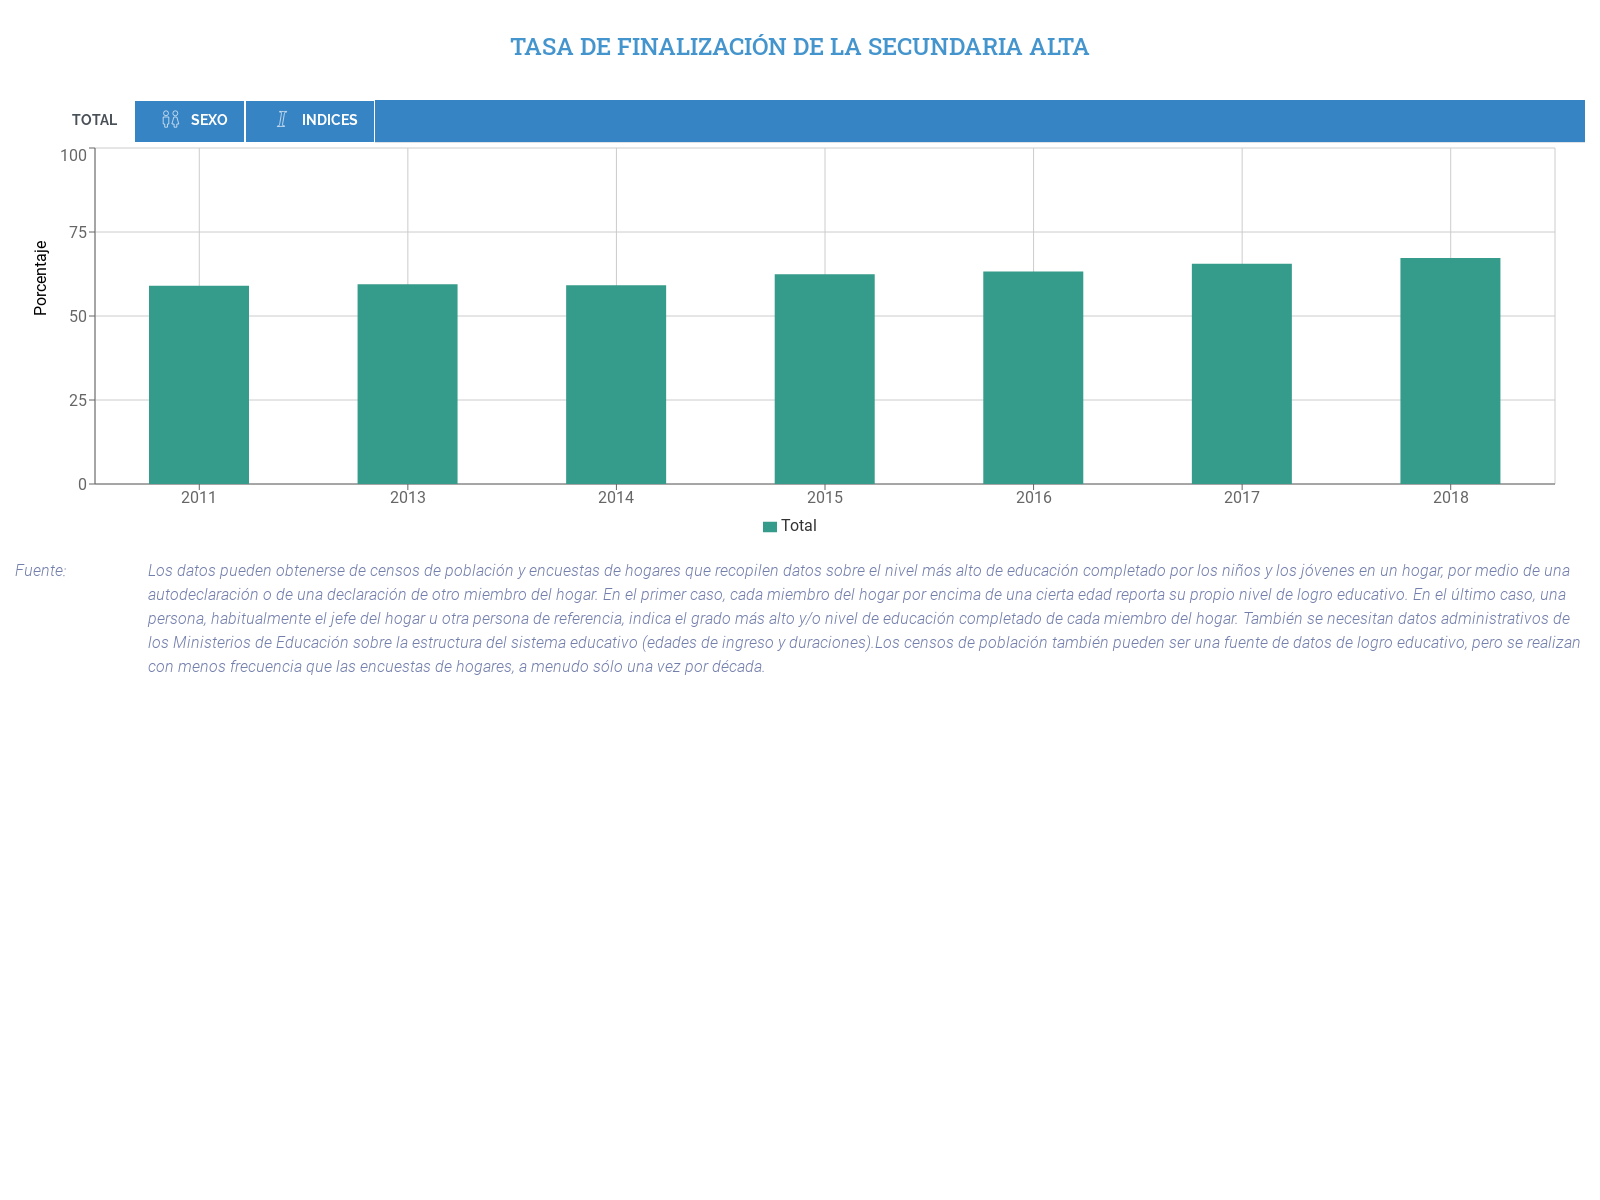 TASA DE FINALIZACIÓN DE LA SECUNDARIA ALTA
TOTAL SEXO INDICES
100
75
50
25
0
Porcentaje
2011 2013 2014 2015 2016 2017 2018
Total
Fuente: Los datos pueden obtenerse de censos de población y encuestas de hogares que recopilen datos sobre el nivel más alto de educación completado por los niños y los jóvenes en un hogar, por medio de una
autodeclaración o de una declaración de otro miembro del hogar. En el primer caso, cada miembro del hogar por encima de una cierta edad reporta su propio nivel de logro educativo. En el último caso, una
persona, habitualmente el jefe del hogar u otra persona de referencia, indica el grado más alto y/o nivel de educación completado de cada miembro del hogar. También se necesitan datos administrativos de
los Ministerios de Educación sobre la estructura del sistema educativo (edades de ingreso y duraciones).Los censos de población también pueden ser una fuente de datos de logro educativo, pero se realizan
con menos frecuencia que las encuestas de hogares, a menudo sólo una vez por década.